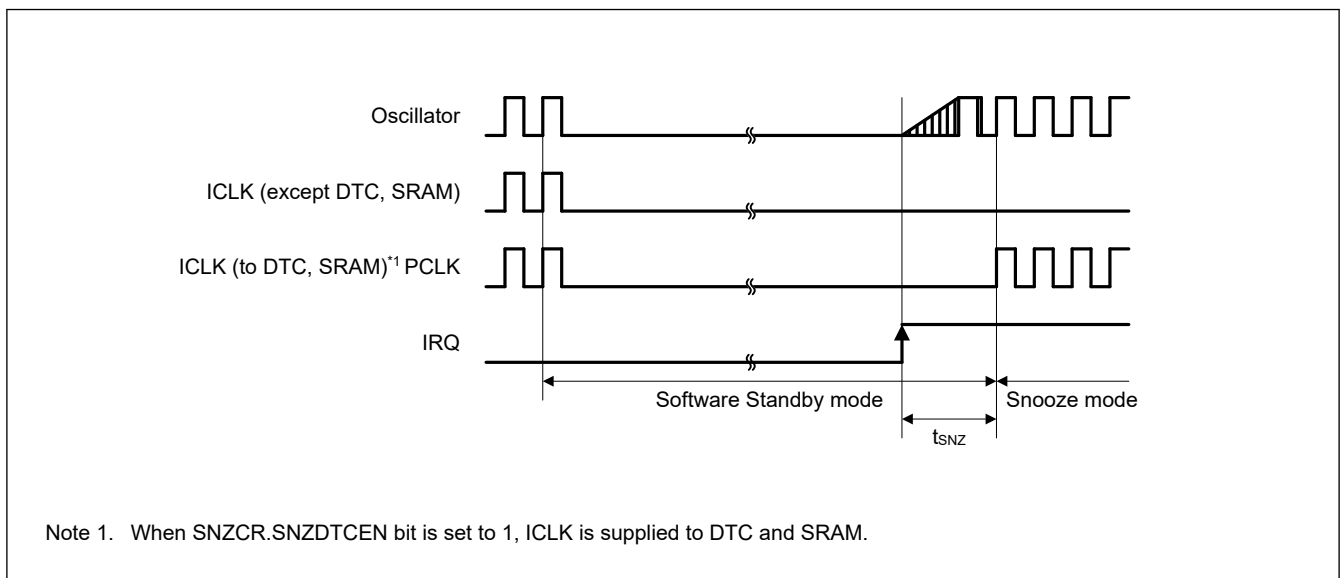 Oscillator
ICLK (except DTC, SRAM)
ICLK (to DTC, SRAM)*1 PCLK
IRQ
Software Standby mode
Snooze mode
tSNZ
Note 1. When SNZCR.SNZDTCEN bit is set to 1, ICLK is supplied to DTC and SRAM.